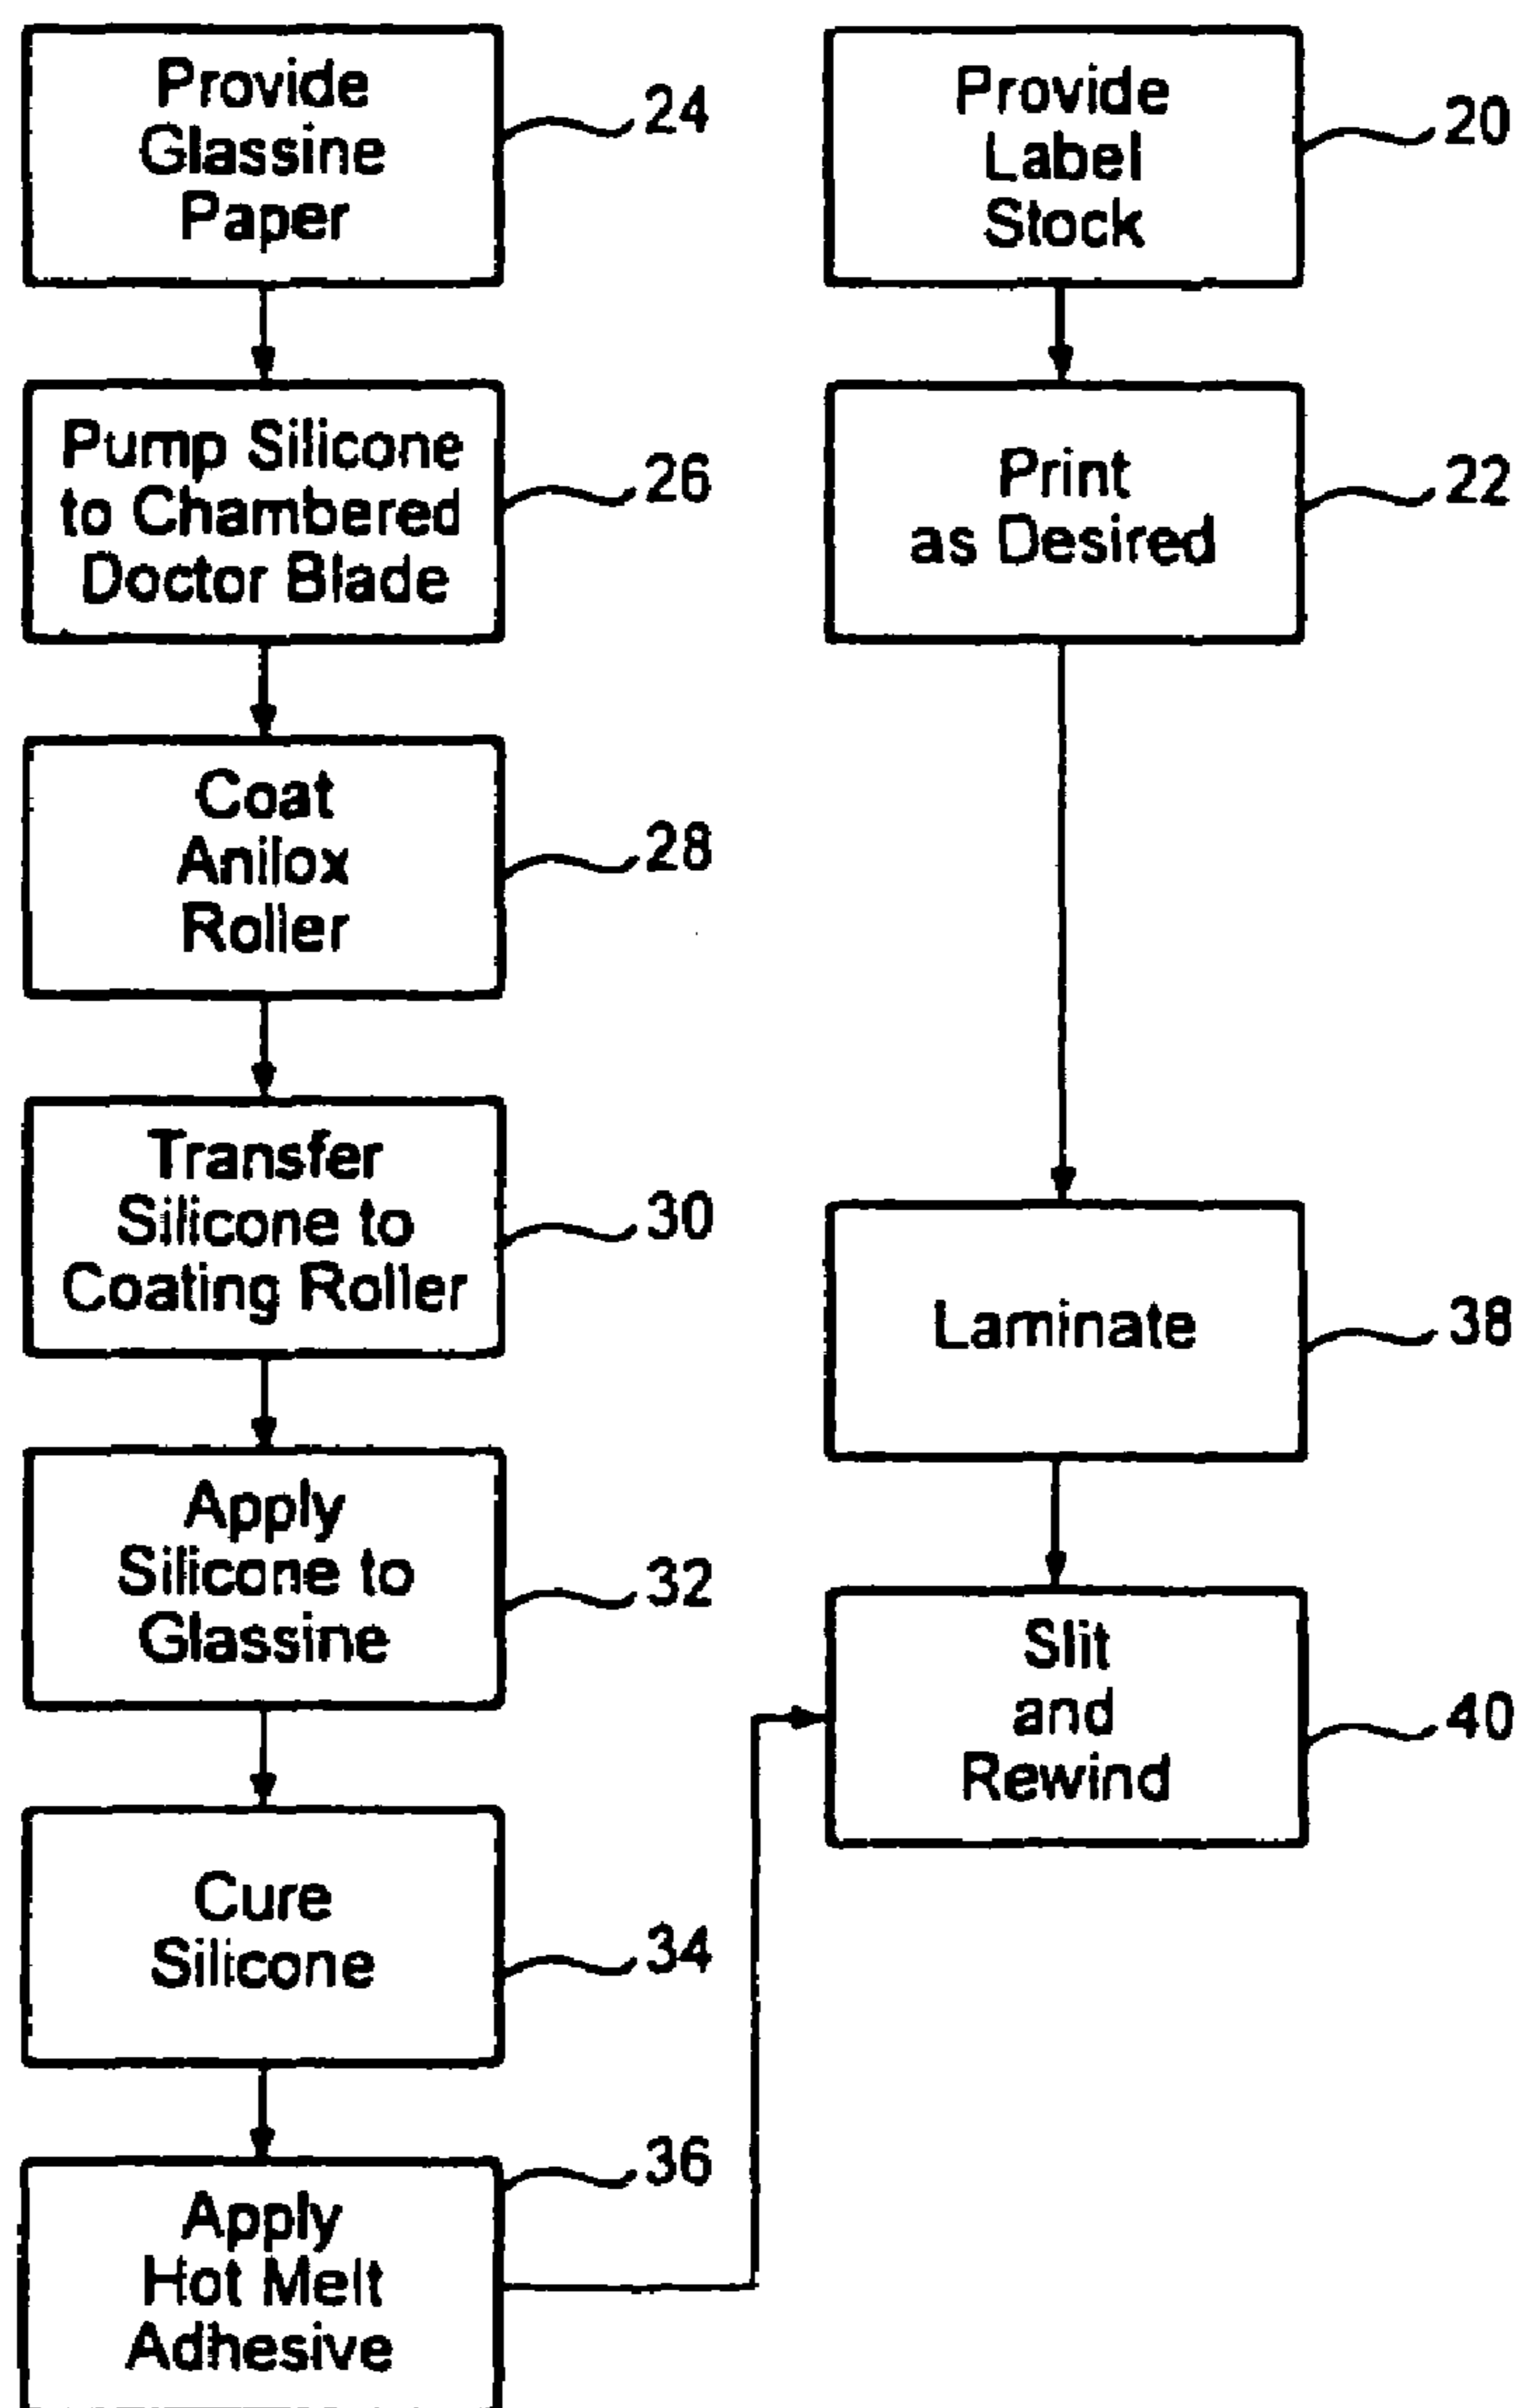 Provide
Glassine
Paper
24
Pump Silicone
to Chambered
Doctor Blade
26
Coat
Anilox
Roller
28
Transfer
Silicone to
Coating Roller
30
Apply
Silicone to
Glassine
32
Cure
Silicone
34
Apply
Hot Melt
Adhesive
36
Provide
Label
Stock
20
Print
as Desired
22
Laminate
38
Slit
and
Rewind
40